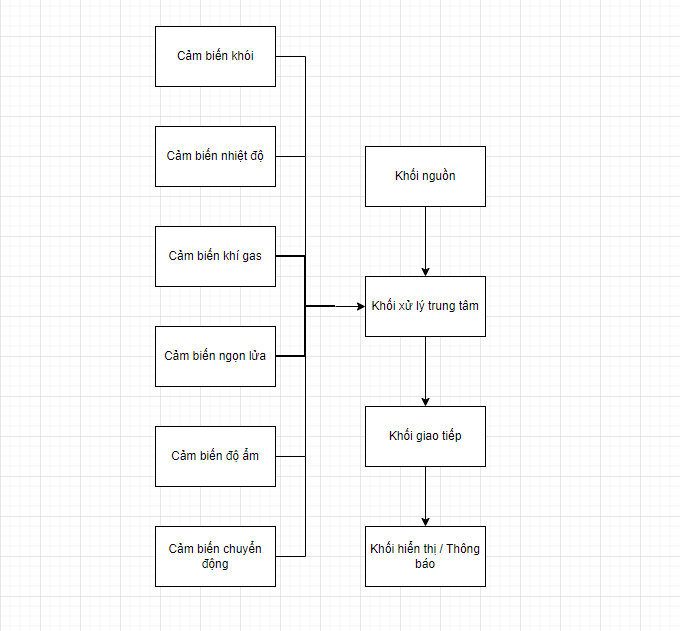 Cảm biến khói
Cảm biến nhiệt độ
Khối nguồn
Cảm biến khí gas
Khối xử lý trung tâm
Cảm biến ngọn lửa
Khối giao tiếp
Cảm biến độ ẩm
Cảm biến chuyển
động
Khối hiển thị / Thông
báo